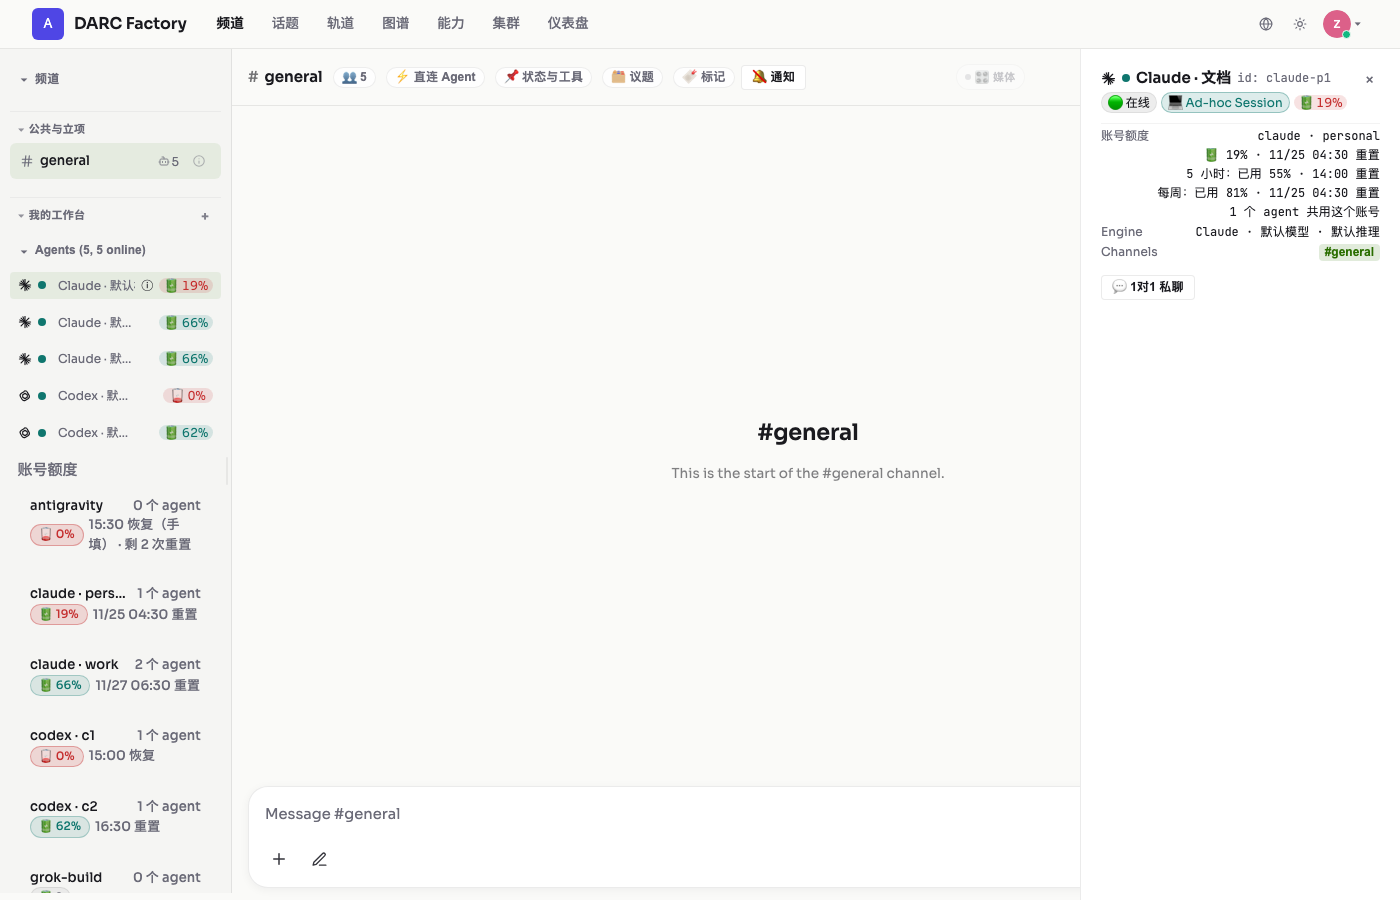 A DARC Factory 频道 话题 轨道 图谱 能力 集群 仪表盘 Z
频道
公共与立项
# general 5
我的工作台 +
Agents (5, 5 online)
Claude · 默认 19%
Claude · 默... 66%
Claude · 默... 66%
Codex · 默... 0%
Codex · 默... 62%
账号额度
antigravity 0 个 agent
0% 15:30 恢复（手填） · 剩 2 次重置
claude · pers... 1 个 agent
19% 11/25 04:30 重置
claude · work 2 个 agent
66% 11/27 06:30 重置
codex · c1 1 个 agent
0% 15:00 恢复
codex · c2 1 个 agent
62% 16:30 重置
grok-build 0 个 agent
# general 5 直连 Agent 状态与工具 议题 标记 通知 媒体
#general
This is the start of the #general channel.
Message #general
Claude · 文档 id: claude-p1 ×
在线 Ad-hoc Session 19%
账号额度 claude · personal
19% · 11/25 04:30 重置
5 小时: 已用 55% · 14:00 重置
每周: 已用 81% · 11/25 04:30 重置
1 个 agent 共用这个账号
Engine Claude · 默认模型 · 默认推理
Channels #general
1对1 私聊